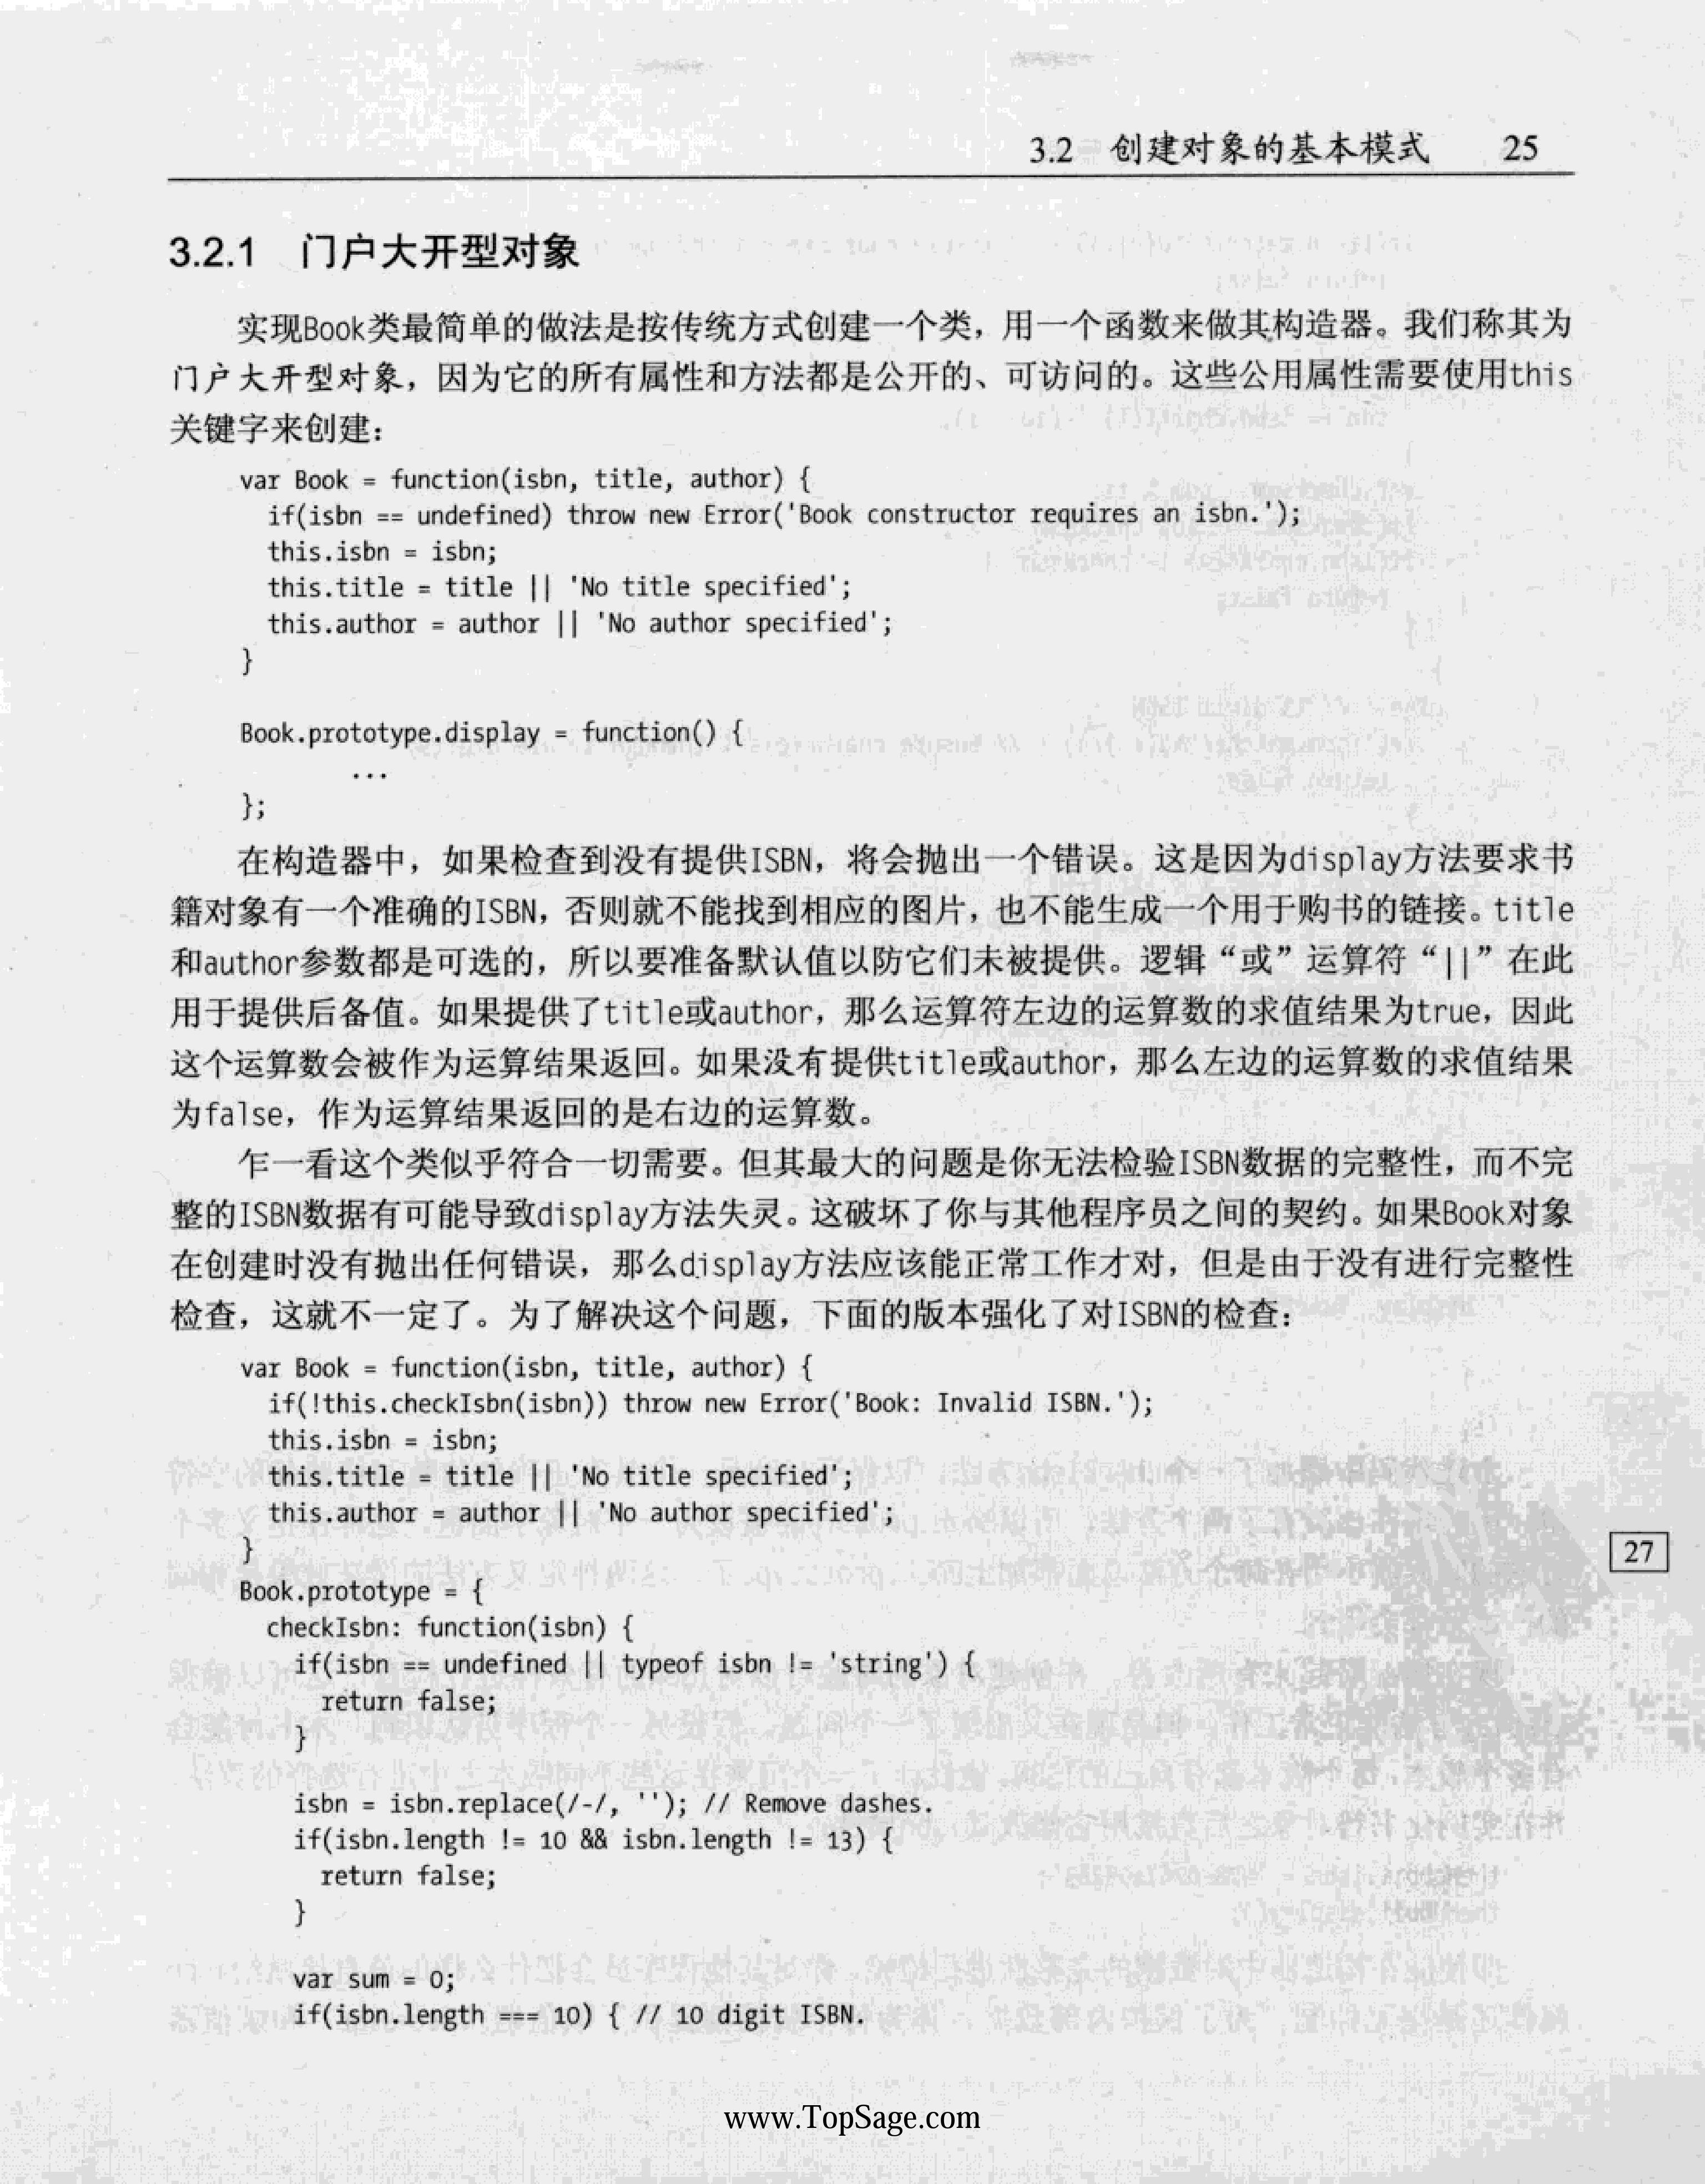 3.2 创建对象的基本模式 25
3.2.1 门户大开型对象
实现Book类最简单的做法是按传统方式创建一个类，用一个函数来做其构造器。我们称其为
门户大开型对象，因为它的所有属性和方法都是公开的、可访问的。这些公用属性需要使用this
关键字来创建：
var Book = function(isbn, title, author) {
if(isbn == undefined) throw new Error('Book constructor requires an isbn.');
this.isbn = isbn;
this.title = title || 'No title specified';
this.author = author || 'No author specified';
}
Book.prototype.display = function() {
...
};
在构造器中，如果检查到没有提供ISBN，将会抛出一个错误。这是因为display方法要求书
籍对象有一个准确的ISBN，否则就不能找到相应的图片，也不能生成一个用于购书的链接。title
和author参数都是可选的，所以要准备默认值以防它们未被提供。逻辑“或”运算符“||”在此
用于提供后备值。如果提供了title或author，那么运算符左边的运算数的求值结果为true，因此
这个运算数会被作为运算结果返回。如果没有提供title或author，那么左边的运算数的求值结果
为false，作为运算结果返回的是右边的运算数。
乍一看这个类似乎符合一切需要。但其最大的问题是你无法检验ISBN数据的完整性，而不完
整的ISBN数据有可能导致display方法失灵。这破坏了你与其他程序员之间的契约。如果Book对象
在创建时没有抛出任何错误，那么display方法应该能正常工作才对，但是由于没有进行完整性
检查，这就不一定了。为了解决这个问题，下面的版本强化了对ISBN的检查：
var Book = function(isbn, title, author) {
if(!this.checkIsbn(isbn)) throw new Error('Book: Invalid ISBN.');
this.isbn = isbn;
this.title = title || 'No title specified';
this.author = author || 'No author specified';
}
27
Book.prototype = {
checkIsbn: function(isbn) {
if(isbn == undefined || typeof isbn != 'string') {
return false;
}
isbn = isbn.replace(/-/, ''); // Remove dashes.
if(isbn.length != 10 && isbn.length != 13) {
return false;
}
var sum = 0;
if(isbn.length === 10) { // 10 digit ISBN.
www.TopSage.com